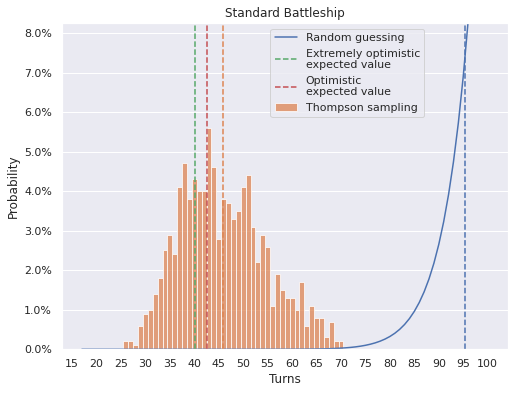 Standard Battleship
Random guessing
Extremely optimistic
expected value
Optimistic
expected value
Thompson sampling
Probability
8.0%
7.0%
6.0%
5.0%
4.0%
3.0%
2.0%
1.0%
0.0%
15 20 25 30 35 40 45 50 55 60 65 70 75 80 85 90 95 100
Turns